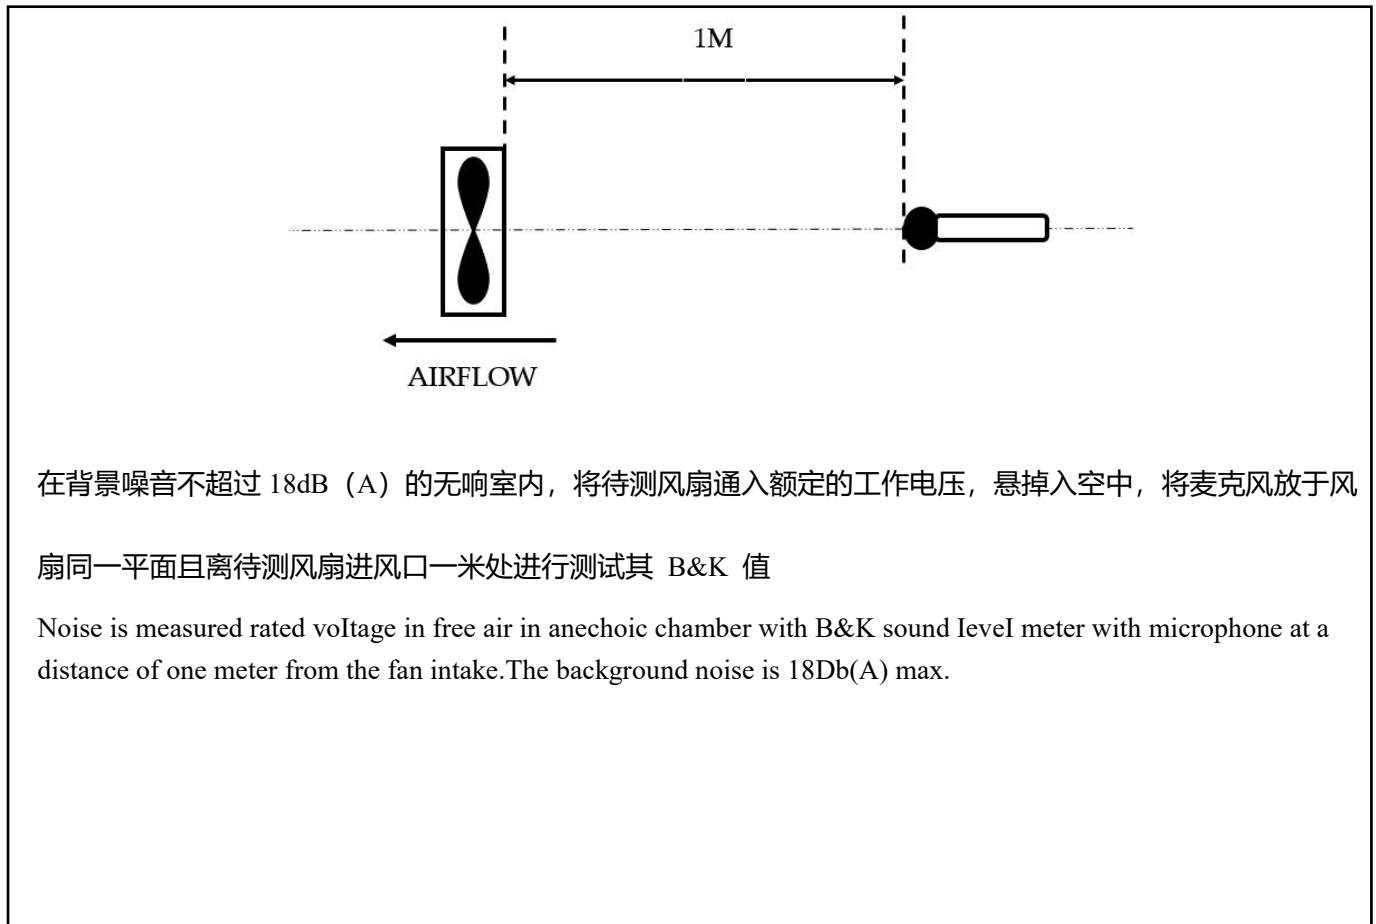 1M
AIRFLOW
在背景噪音不超过 18dB（A）的无响室内，将待测风扇通入额定的工作电压，悬掉入空中，将麦克风放于风
扇同一平面且离待测风扇进风口一米处进行测试其 B&K 值
Noise is measured rated voItage in free air in anechoic chamber with B&K sound IeveI meter with microphone at a
distance of one meter from the fan intake.The background noise is 18Db(A) max.